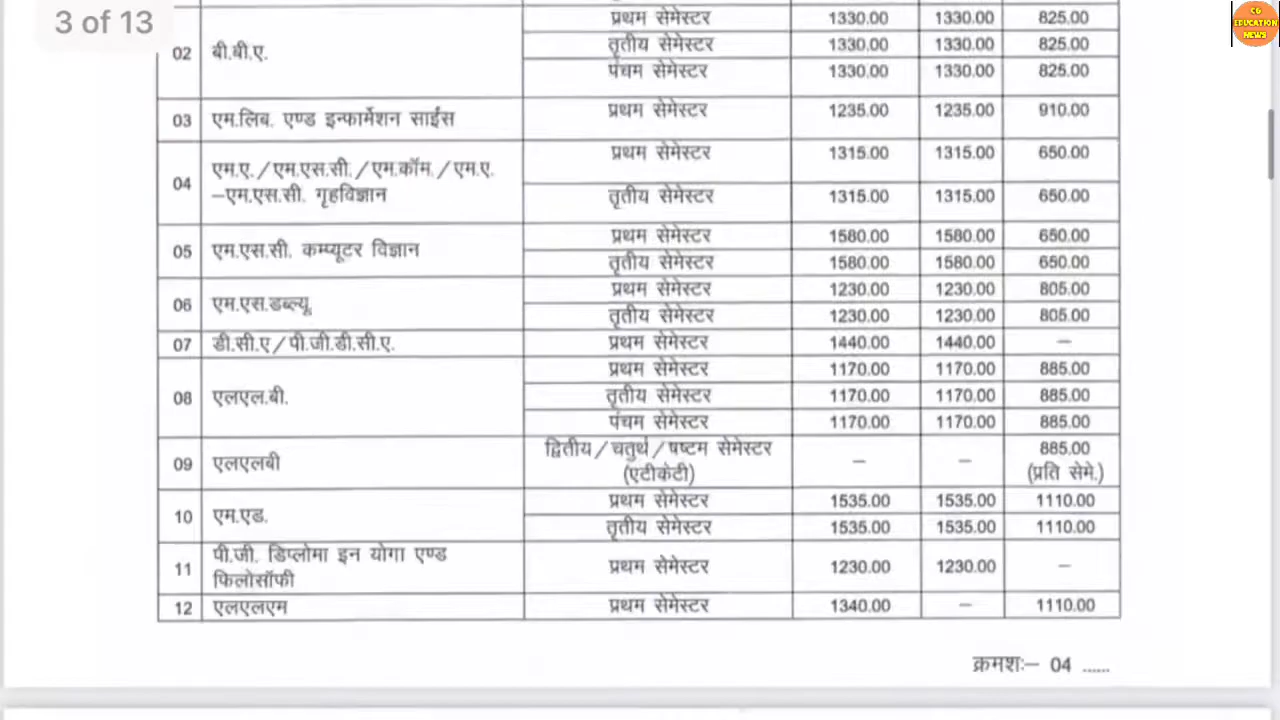 3 of 13
CG
EDUCATION
NEWS
02 बी.बी.ए. प्रथम सेमेस्टर 1330.00 1330.00 825.00
तृतीय सेमेस्टर 1330.00 1330.00 825.00
पंचम सेमेस्टर 1330.00 1330.00 825.00
03 एम.लिब. एण्ड इन्फार्मेशन साईंस प्रथम सेमेस्टर 1235.00 1235.00 910.00
04 एम.ए./एम.एस.सी./एम.कॉम./एम.ए. प्रथम सेमेस्टर 1315.00 1315.00 650.00
–एम.एस.सी. गृहविज्ञान तृतीय सेमेस्टर 1315.00 1315.00 650.00
05 एम.एस.सी. कम्प्यूटर विज्ञान प्रथम सेमेस्टर 1580.00 1580.00 650.00
तृतीय सेमेस्टर 1580.00 1580.00 650.00
06 एम.एस.डब्ल्यू. प्रथम सेमेस्टर 1230.00 1230.00 805.00
तृतीय सेमेस्टर 1230.00 1230.00 805.00
07 डी.सी.ए/पी.जी.डी.सी.ए. प्रथम सेमेस्टर 1440.00 1440.00 –
08 एलएल.बी. प्रथम सेमेस्टर 1170.00 1170.00 885.00
तृतीय सेमेस्टर 1170.00 1170.00 885.00
पंचम सेमेस्टर 1170.00 1170.00 885.00
09 एलएलबी द्वितीय/चतुर्थ/षष्टम सेमेस्टर – – 885.00
(एटीकेटी) (प्रति सेमे.)
10 एम.एड. प्रथम सेमेस्टर 1535.00 1535.00 1110.00
तृतीय सेमेस्टर 1535.00 1535.00 1110.00
11 पी.जी. डिप्लोमा इन योगा एण्ड प्रथम सेमेस्टर 1230.00 1230.00 –
फिलोसॉफी
12 एलएलएम प्रथम सेमेस्टर 1340.00 – 1110.00
क्रमशः– 04 ......